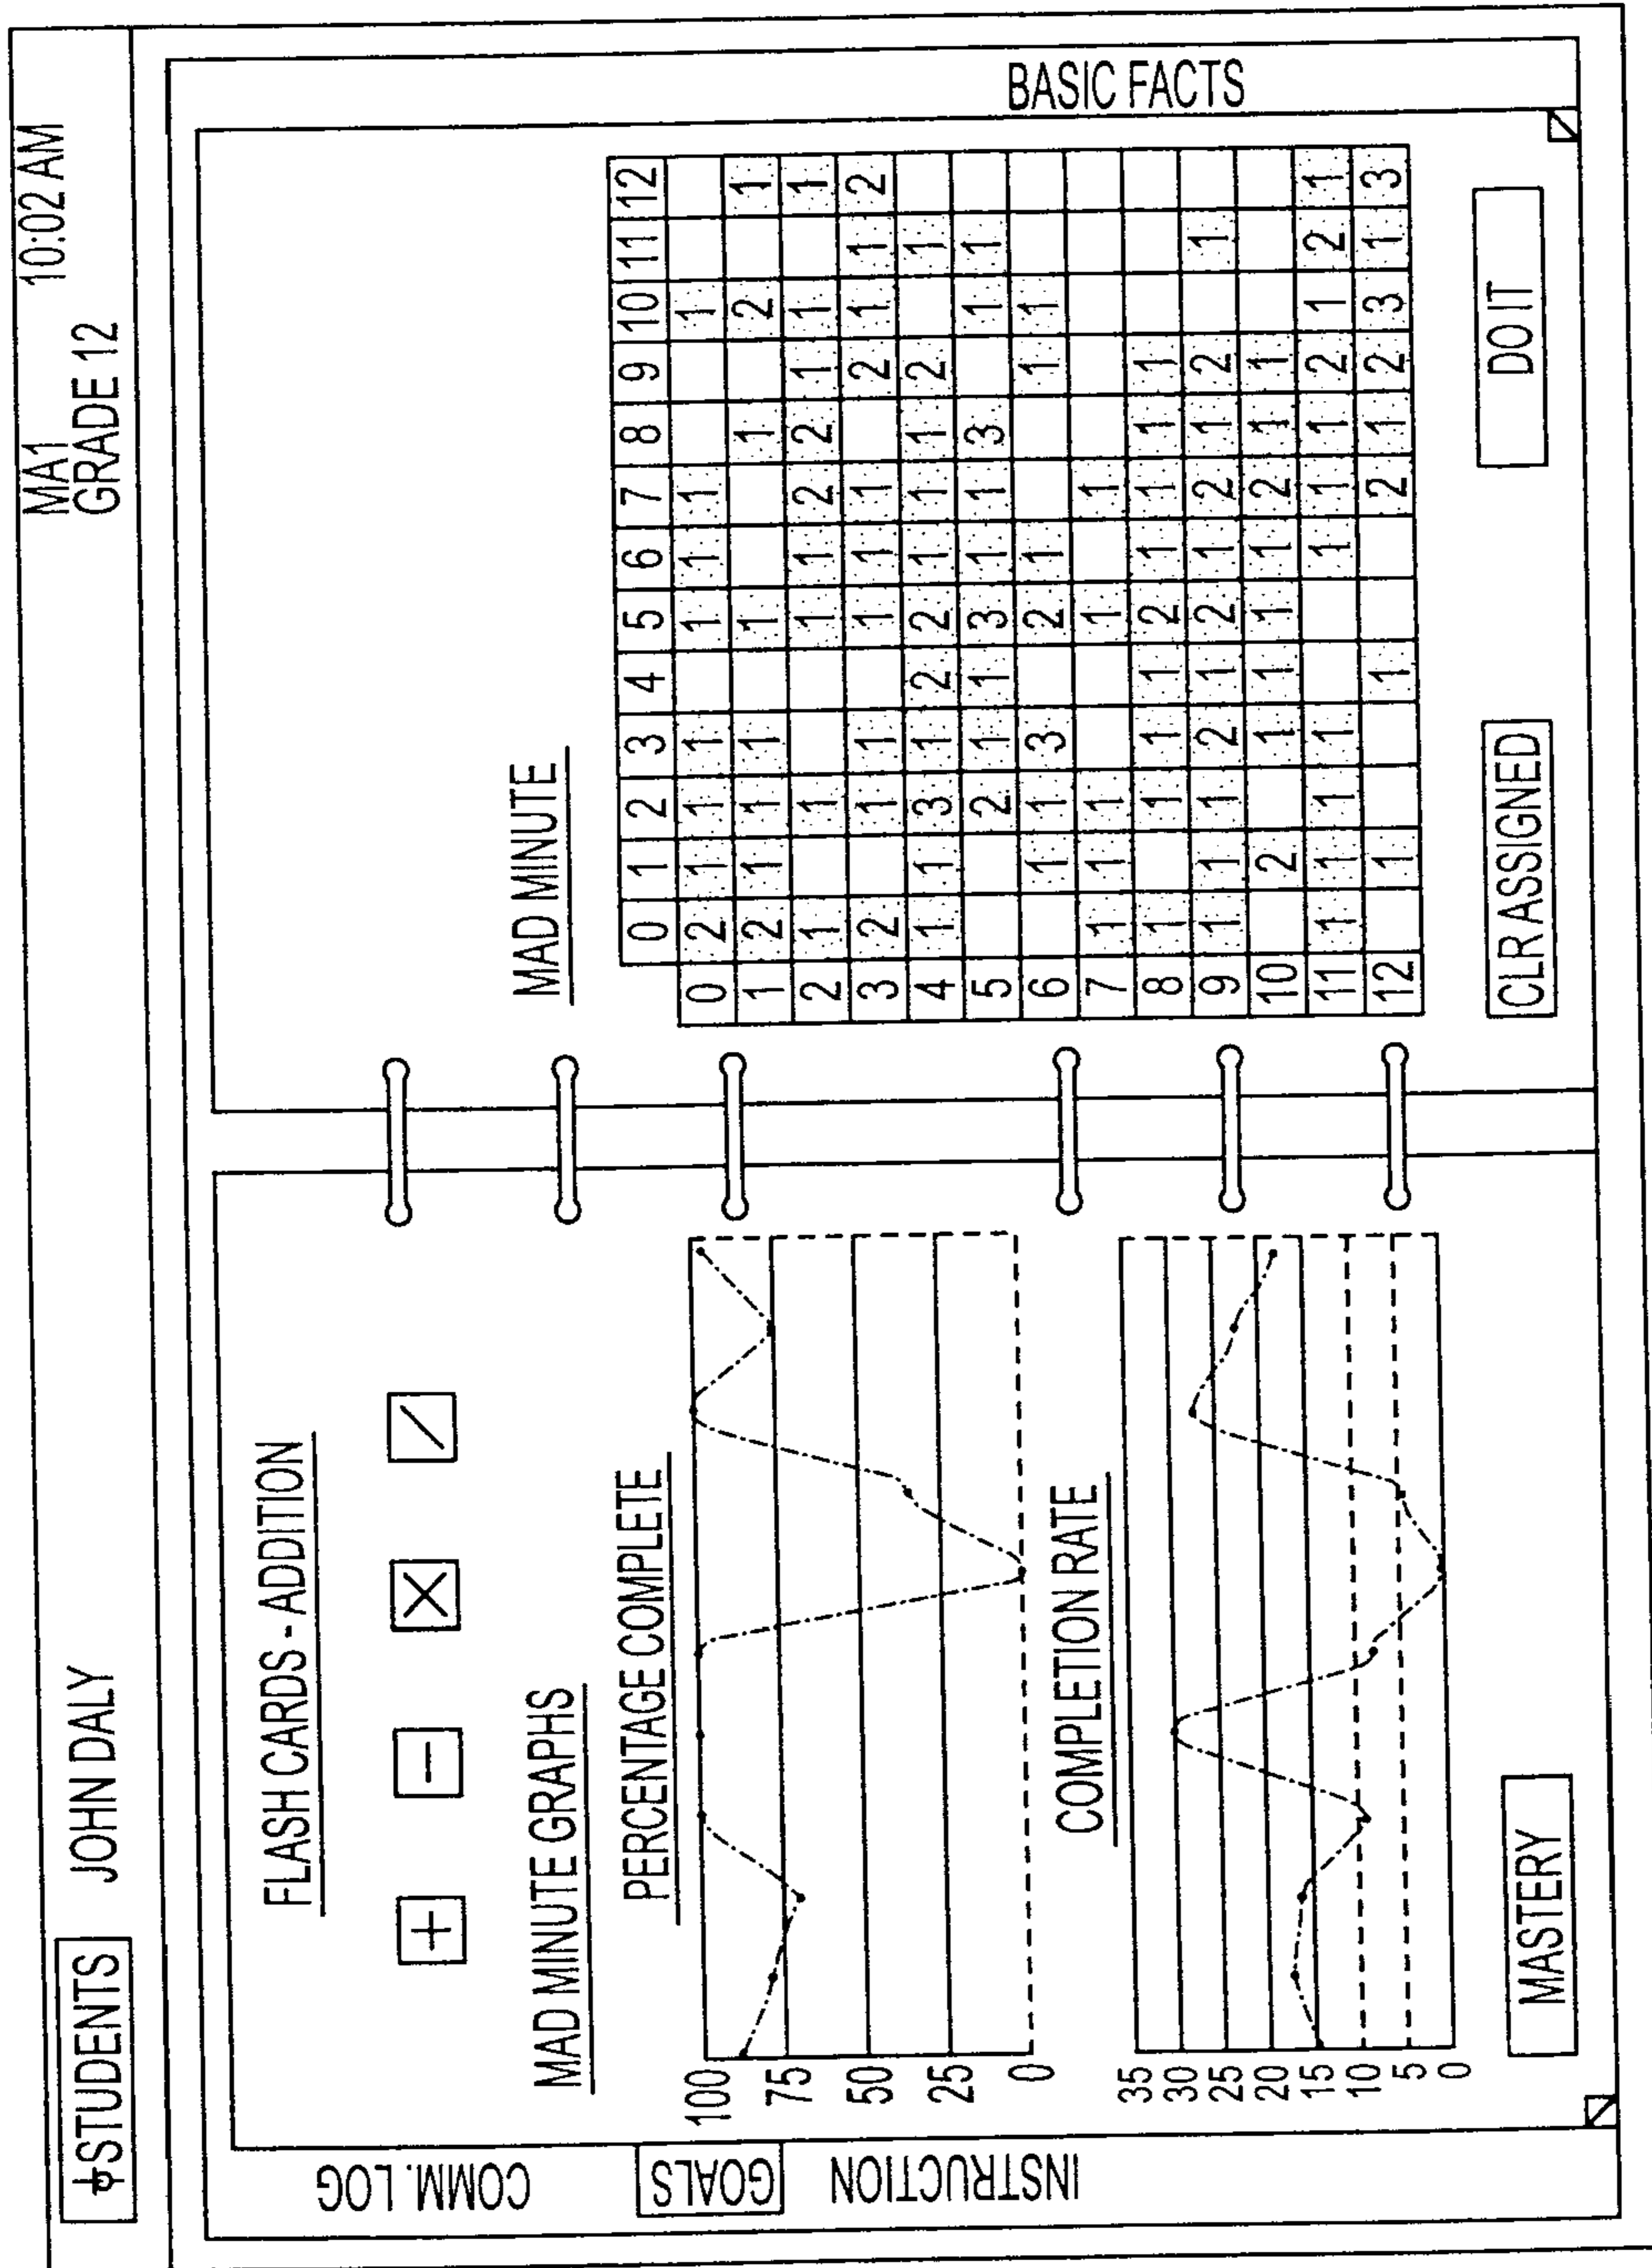 STUDENTS JOHN DALY MA1 10:02 AM
GRADE 12
COMM. LOG
GOALS
INSTRUCTION
FLASH CARDS - ADDITION
+ − X /
MAD MINUTE GRAPHS
PERCENTAGE COMPLETE
100
75
50
25
0
COMPLETION RATE
35
30
25
20
15
10
5
0
MASTERY
MAD MINUTE
0 1 2 3 4 5 6 7 8 9 10 11 12
0 2 1 1 1 1 1 1 1
1 2 1 1 1 1 1 2 1
2 1 1 1 1 2 2 1 1 1
3 2 1 1 1 1 1 2 1 1 2
4 1 1 3 1 2 2 1 1 1 2 1
5 2 1 1 3 1 1 3 1 1
6 1 1 3 2 1 1 1
7 1 1 1 1 1
8 1 1 1 1 2 1 1 1 1
9 1 1 1 2 1 2 1 2 1 2 1
10 2 1 1 1 1 2 1 1
11 1 1 1 1 1 1 1 2 1 2 1
12 1 1 2 1 2 3 1 3
CLR ASSIGNED
DO IT
BASIC FACTS